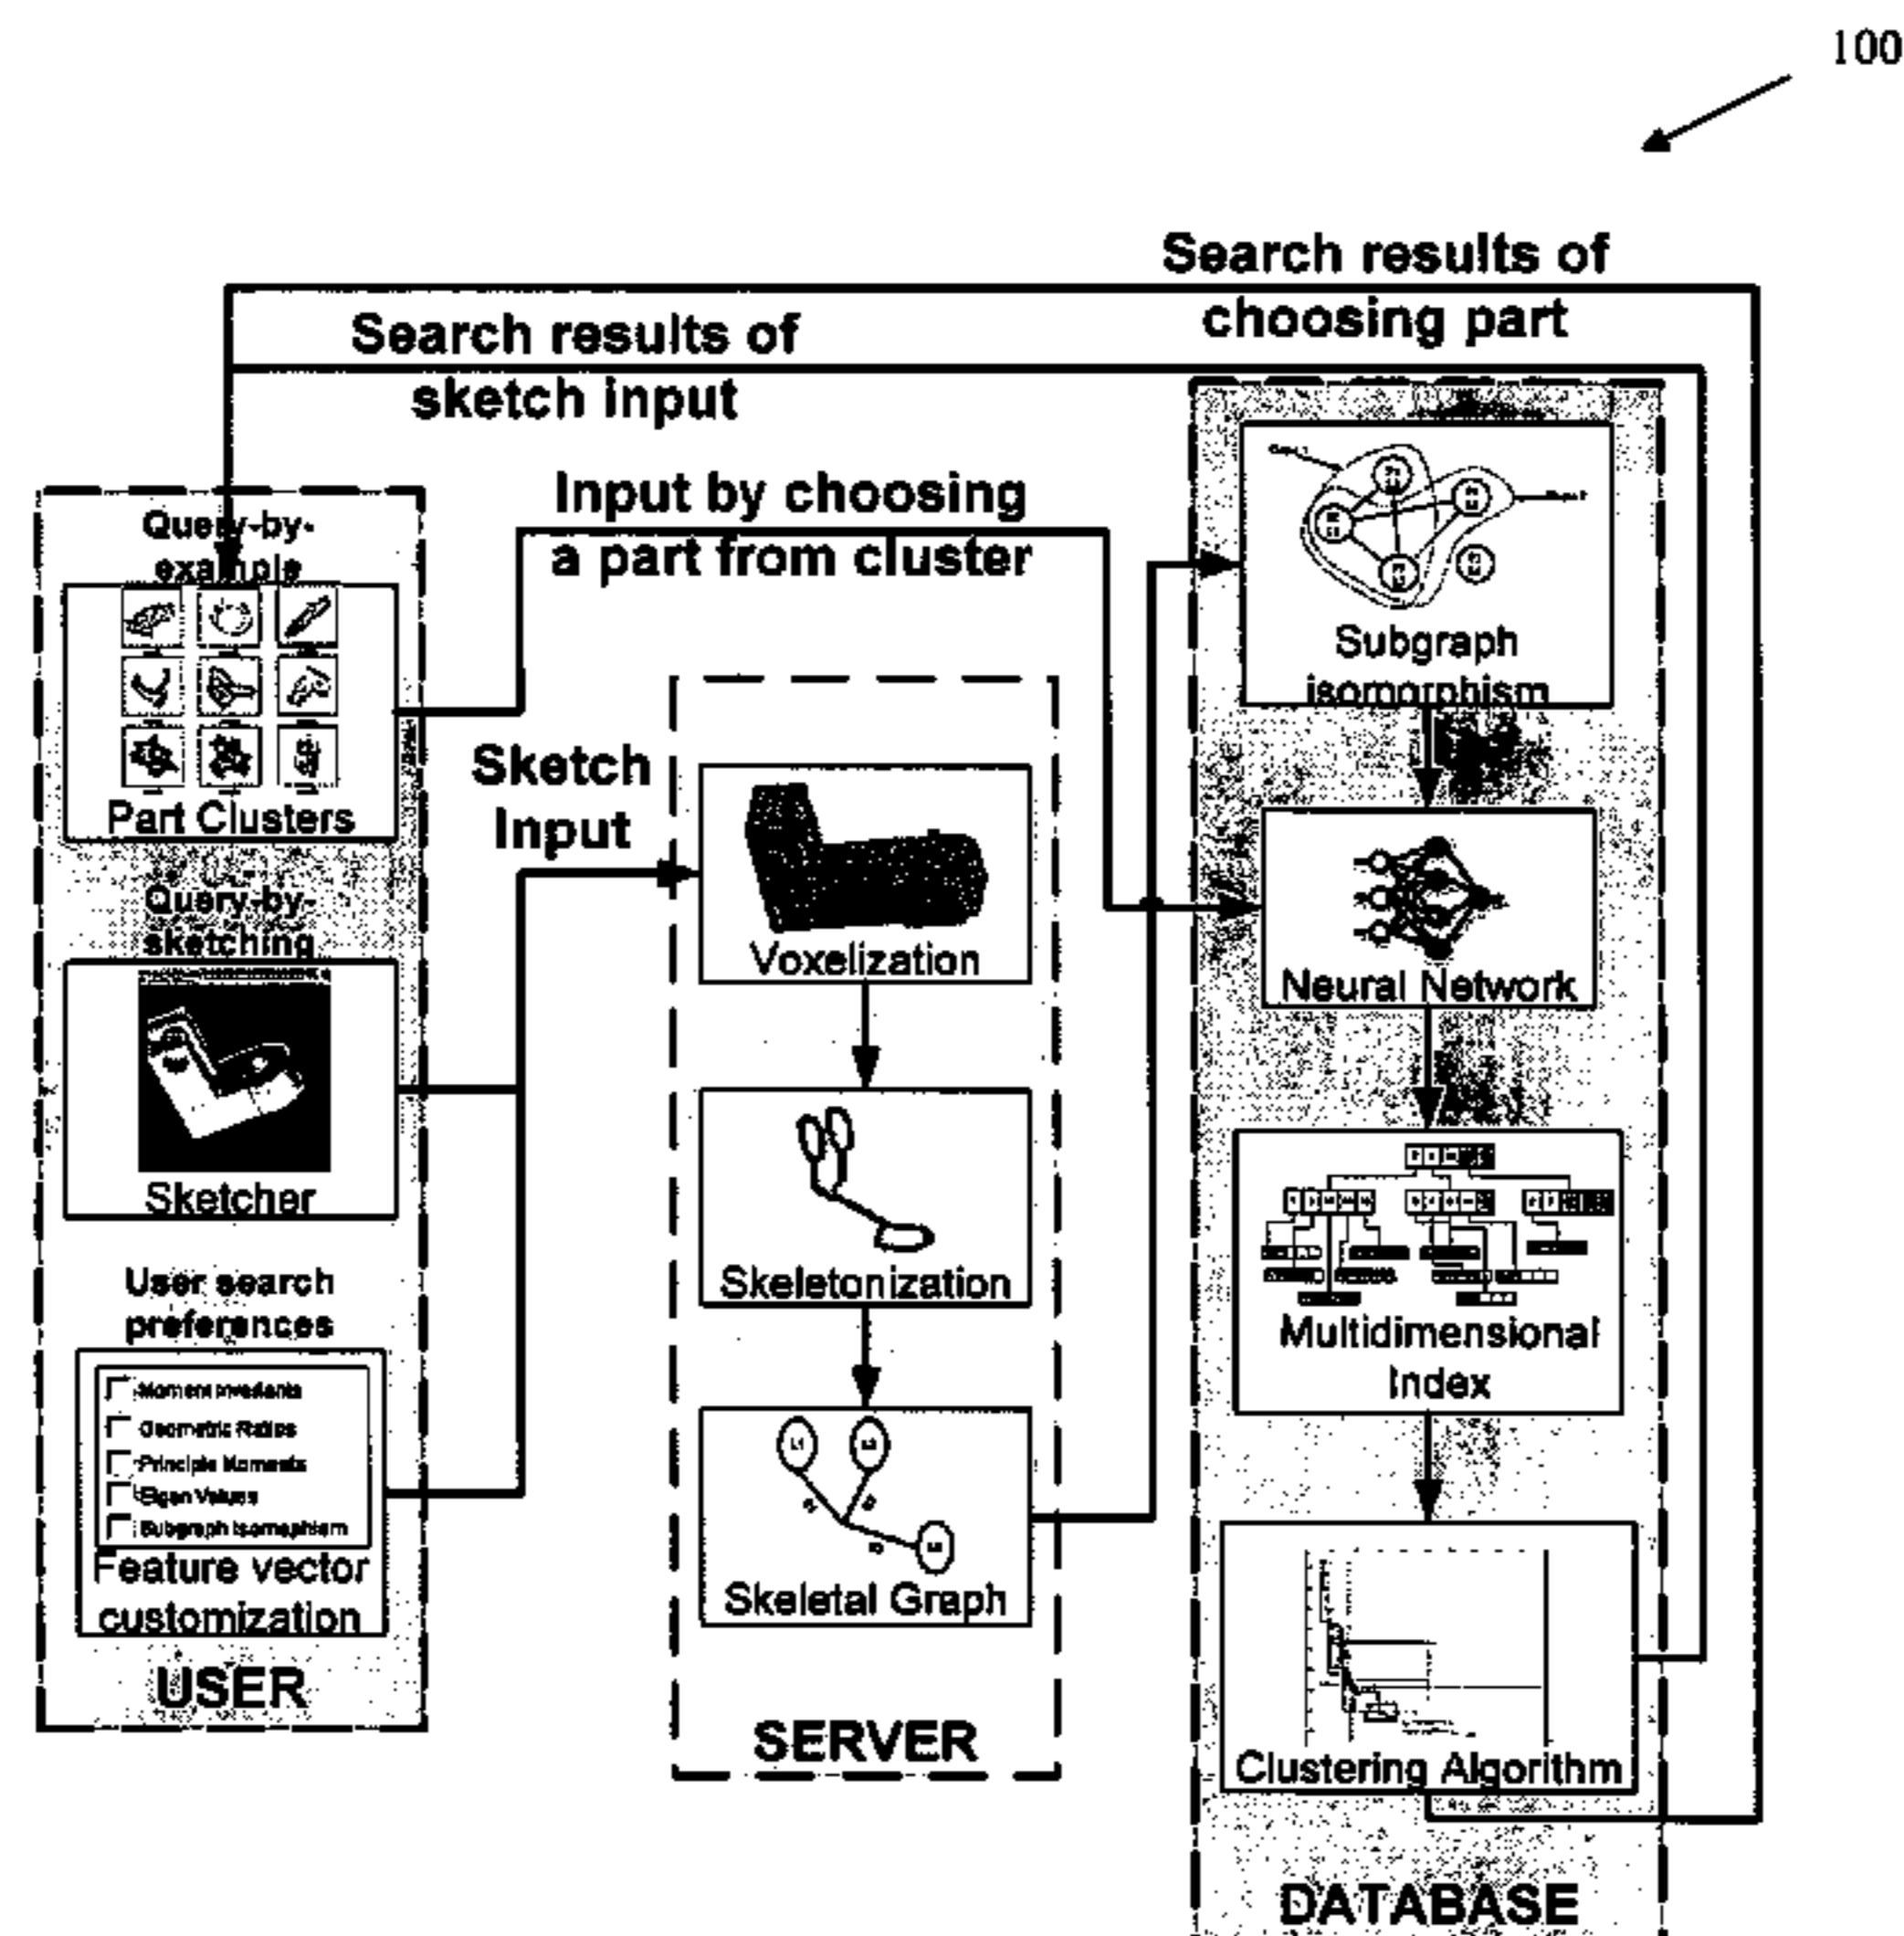 100
Search results of
choosing part
Search results of
sketch input
Input by choosing
a part from cluster
Sketch
Input
Query-by-
example
Part Clusters
Query-by-
sketching
Sketcher
User search
preferences
Moment Invariants
Geometric Ratios
Principle Moments
Eigen Values
Subgraph Isomorphism
Feature vector
customization
USER
Voxelization
Skeletonization
Skeletal Graph
SERVER
Subgraph
isomorphism
Neural Network
Multidimensional
Index
Clustering Algorithm
DATABASE